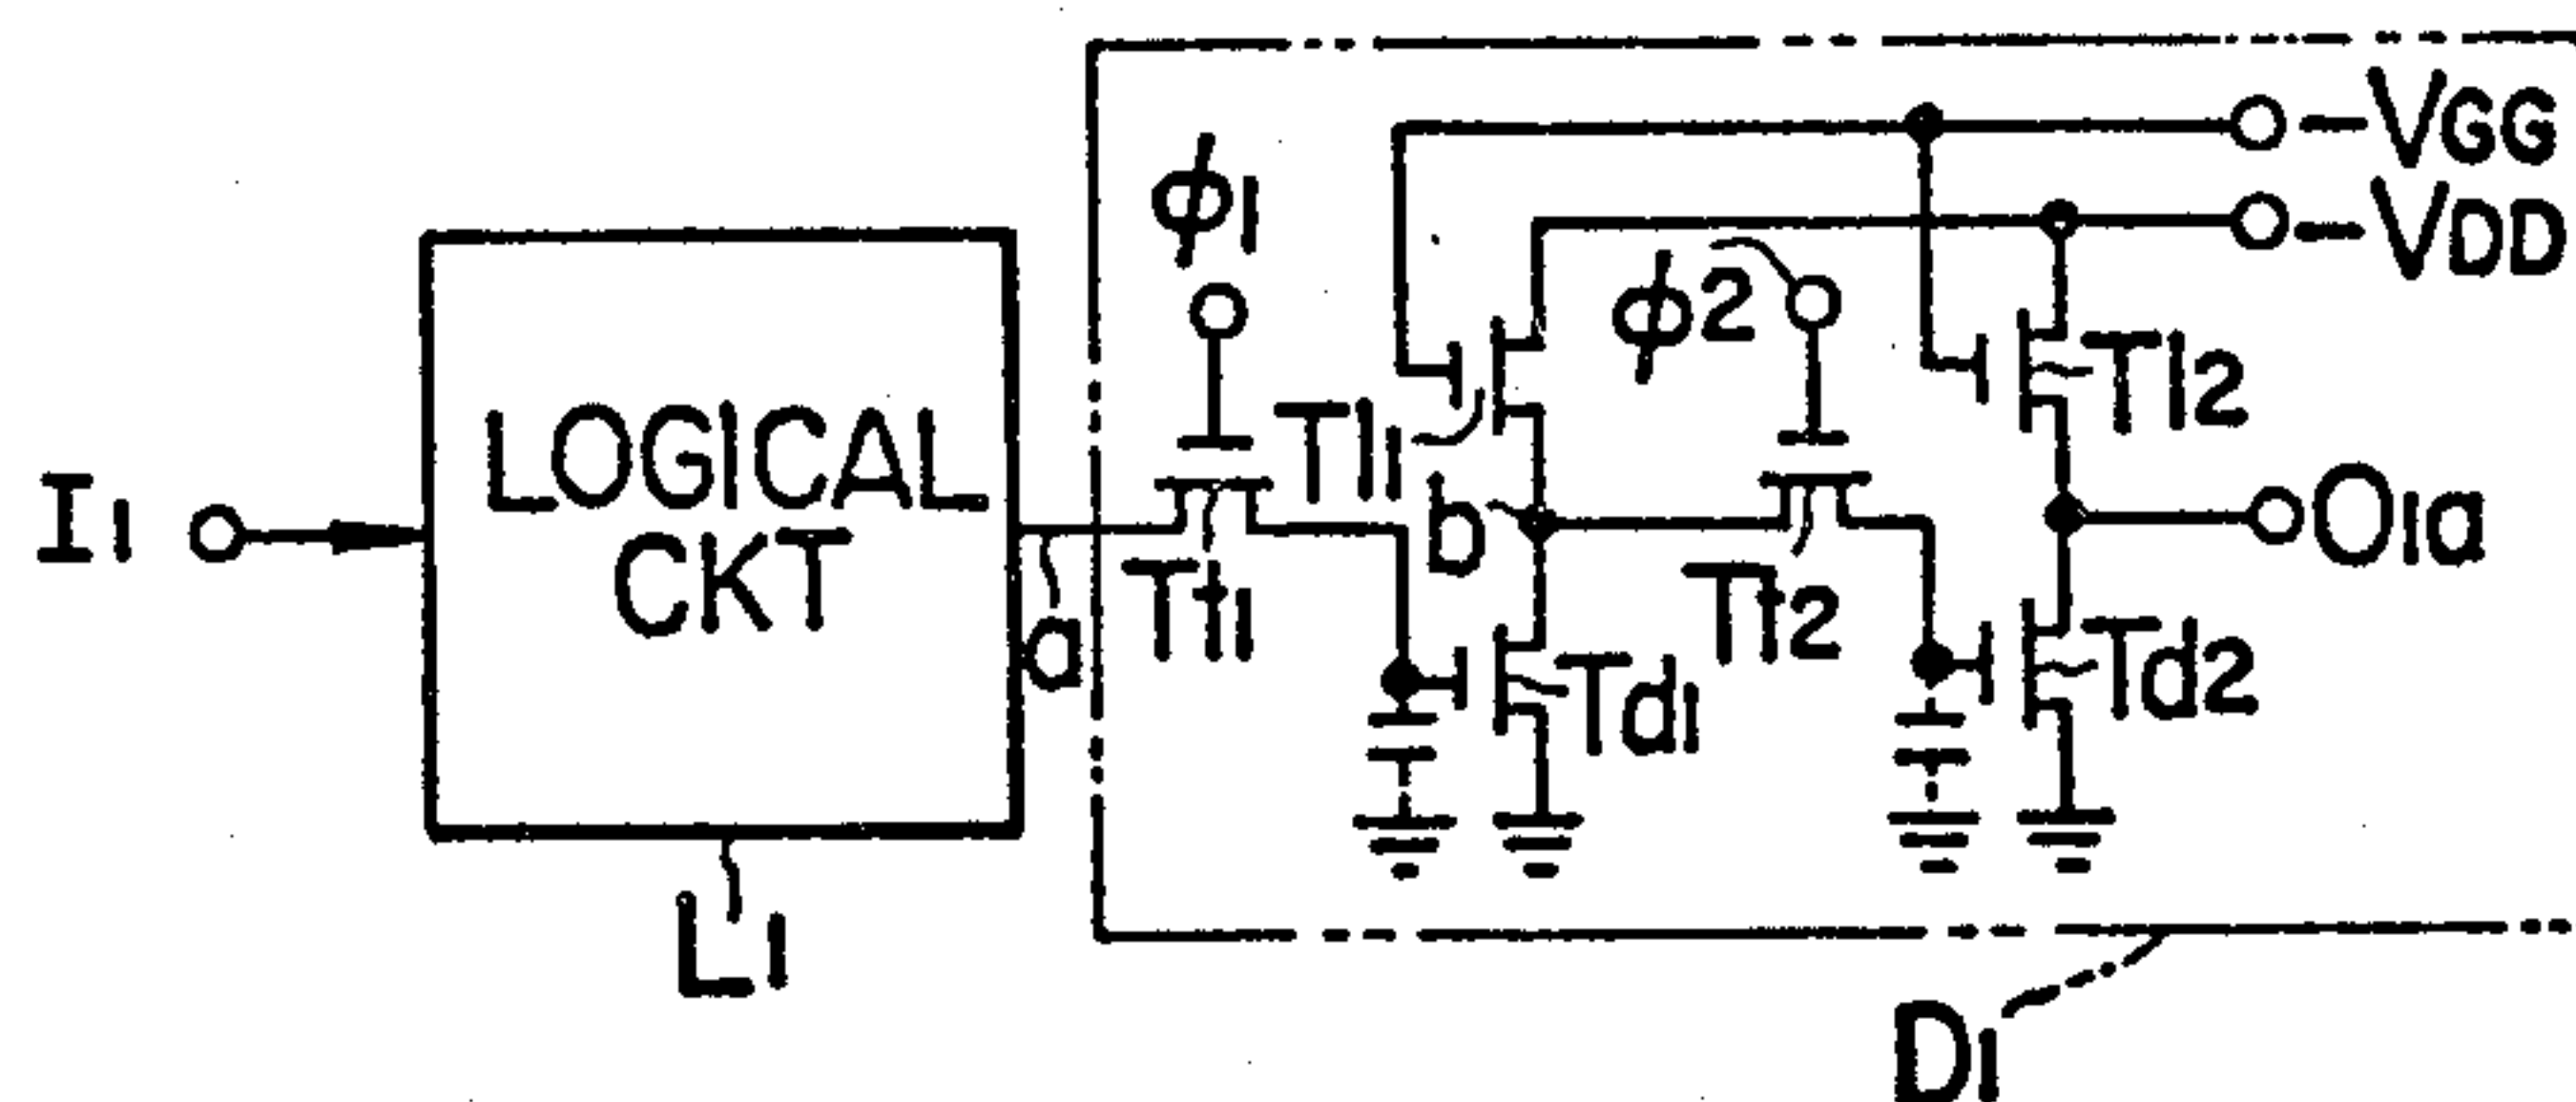 -VGG
-VDD
φ1
φ2
Tl1
Tl2
I1
LOGICAL
CKT
a
Tt1
b
Tt2
O1a
Td1
Td2
L1
D1